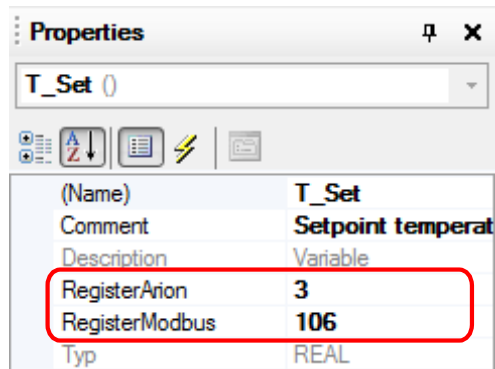 Properties
T_Set ()
(Name) T_Set
Comment Setpoint temperat
Description Variable
RegisterArion 3
RegisterModbus 106
Typ REAL